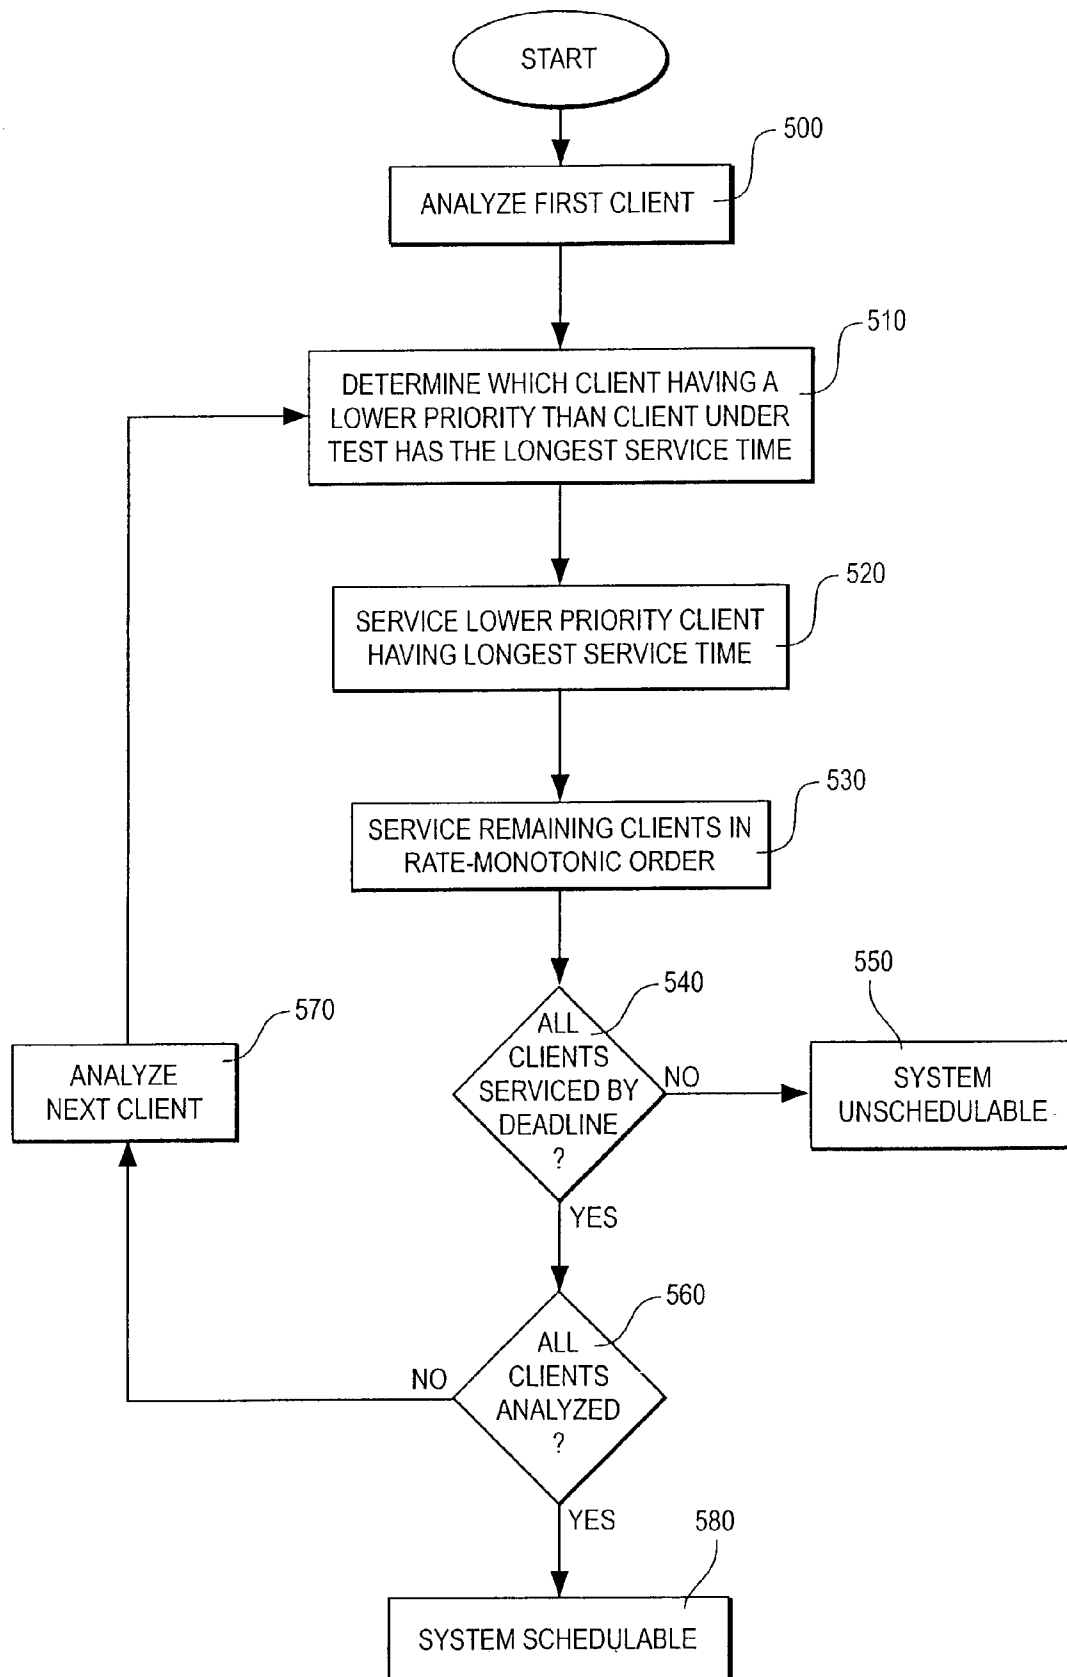 START
500
ANALYZE FIRST CLIENT
510
DETERMINE WHICH CLIENT HAVING A
LOWER PRIORITY THAN CLIENT UNDER
TEST HAS THE LONGEST SERVICE TIME
520
SERVICE LOWER PRIORITY CLIENT
HAVING LONGEST SERVICE TIME
530
SERVICE REMAINING CLIENTS IN
RATE-MONOTONIC ORDER
540
ALL
CLIENTS
SERVICED BY
DEADLINE
?
NO
550
SYSTEM
UNSCHEDULABLE
570
ANALYZE
NEXT CLIENT
YES
560
ALL
CLIENTS
ANALYZED
?
NO
YES
580
SYSTEM SCHEDULABLE